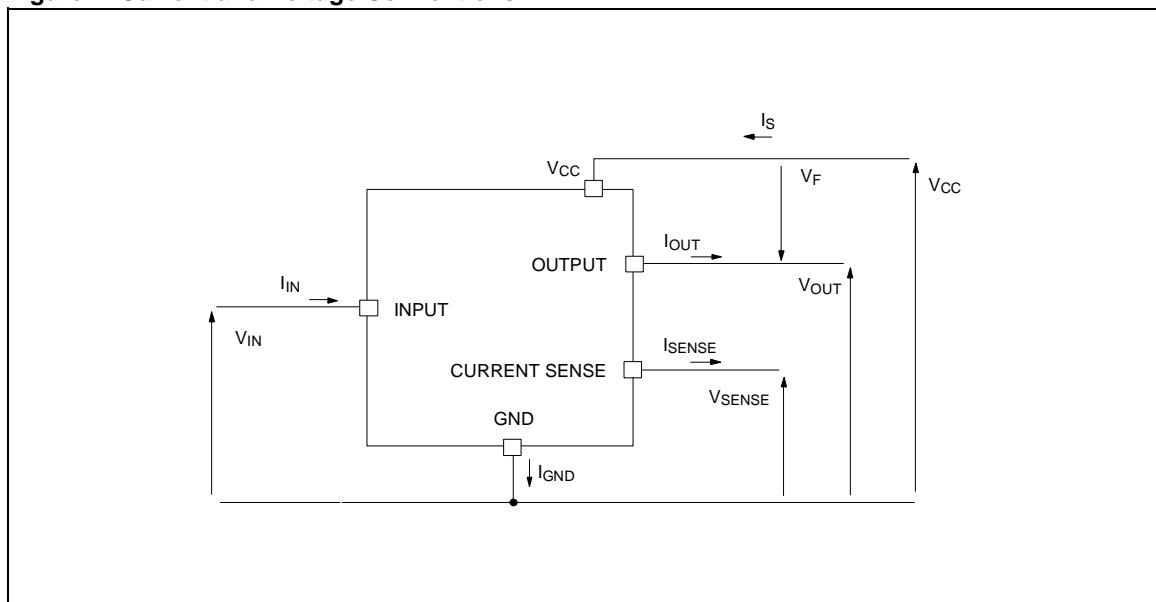 IS
VCC
VF
VCC
IOUT
OUTPUT
VOUT
IIN
INPUT
VIN
ISENSE
CURRENT SENSE
VSENSE
GND
IGND